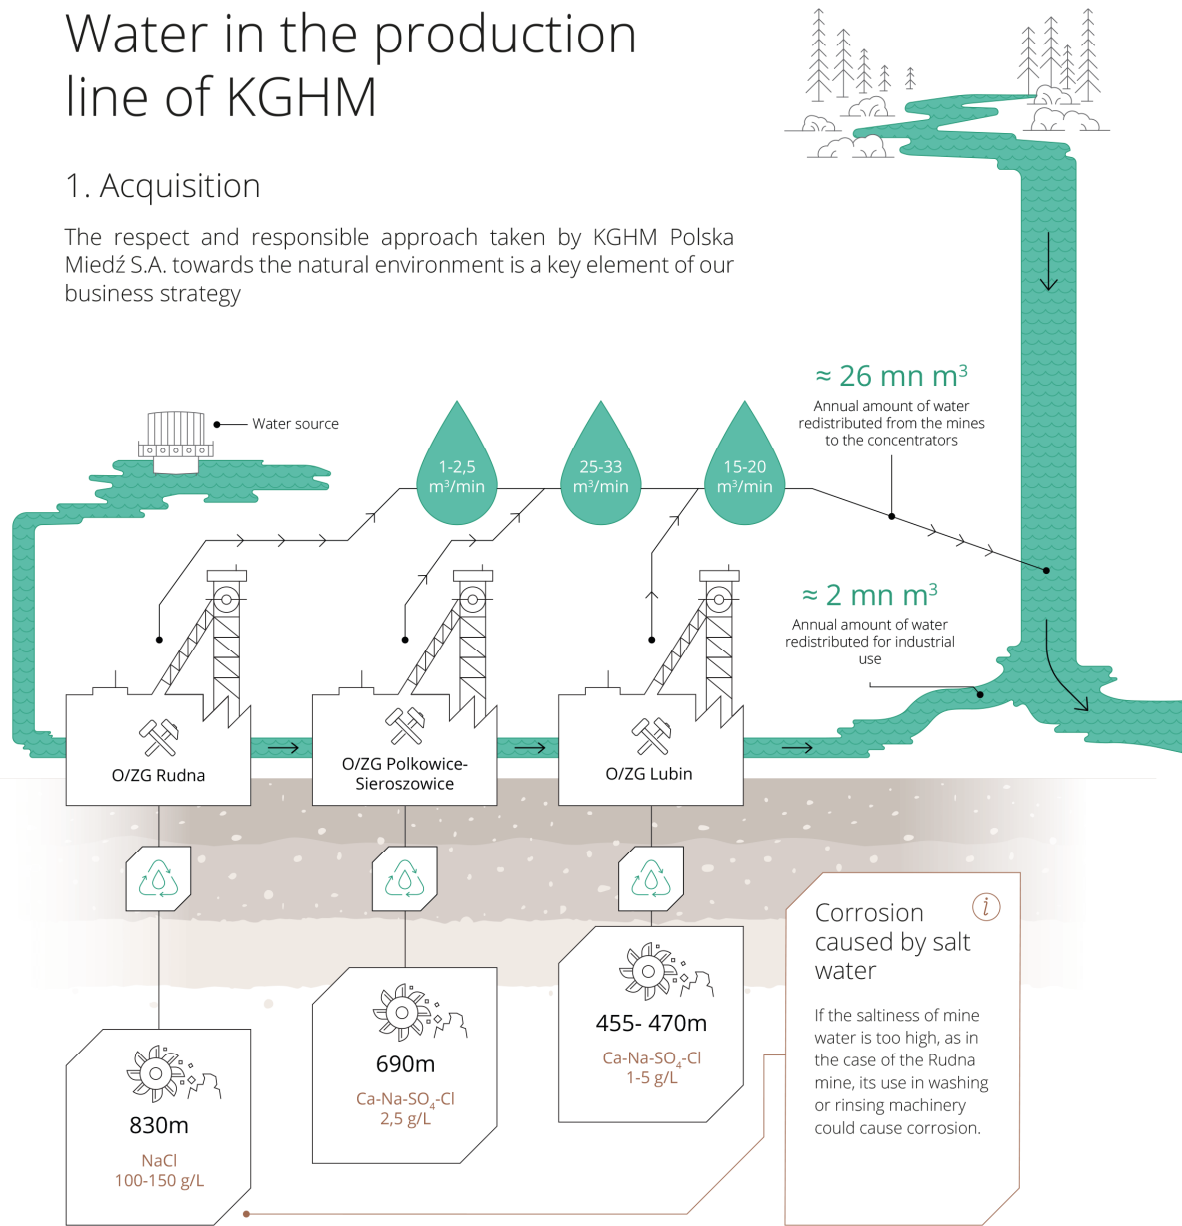 Water in the production
line of KGHM
1. Acquisition
The respect and responsible approach taken by KGHM Polska
Miedź S.A. towards the natural environment is a key element of our
business strategy
≈ 26 mn m³
Annual amount of water
redistributed from the mines
to the concentrators
Water source
1-2,5
m³/min
25-33
m³/min
15-20
m³/min
≈ 2 mn m³
Annual amount of water
redistributed for industrial
use
O/ZG Rudna
O/ZG Polkowice-
Sieroszowice
O/ZG Lubin
Corrosion
caused by salt
water
i
If the saltiness of mine
water is too high, as in
the case of the Rudna
mine, its use in washing
or rinsing machinery
could cause corrosion.
455- 470m
Ca-Na-SO₄-Cl
1-5 g/L
690m
Ca-Na-SO₄-Cl
2,5 g/L
830m
NaCl
100-150 g/L